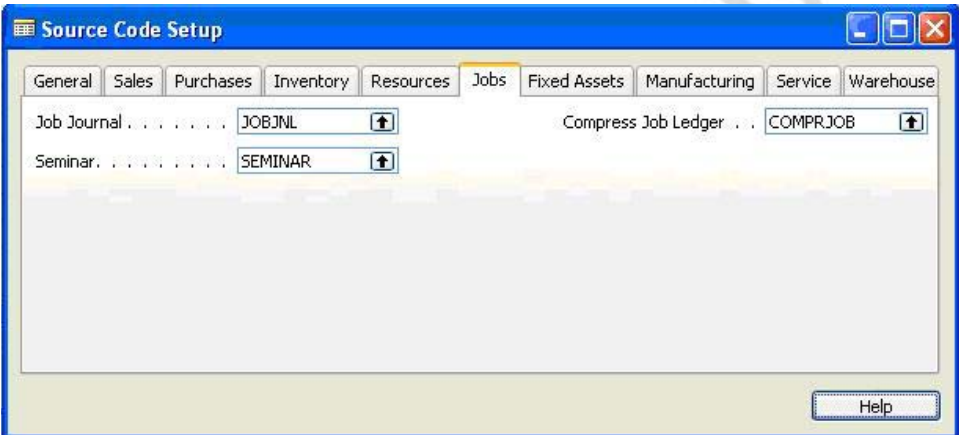 Source Code Setup
General Sales Purchases Inventory Resources Jobs Fixed Assets Manufacturing Service Warehouse
Job Journal . . . . . . . JOBJNL Compress Job Ledger . . COMPRJOB
Seminar. . . . . . . . . SEMINAR
Help